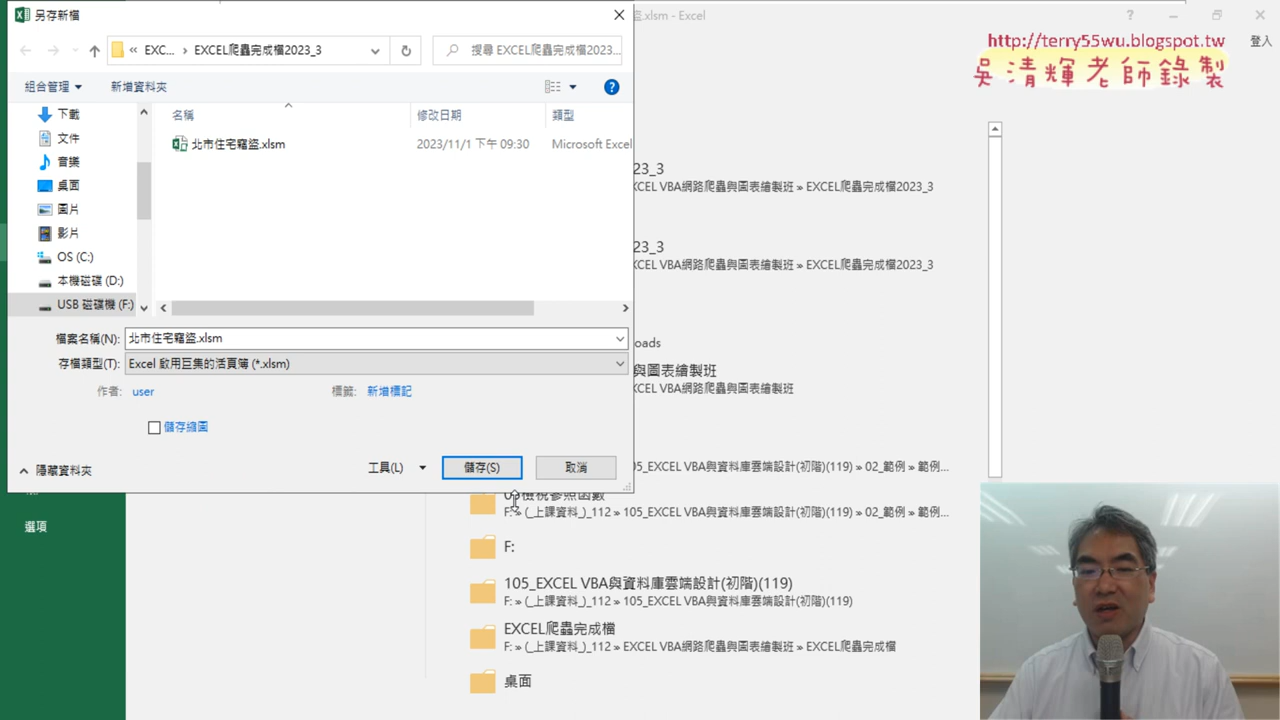 另存新檔
盜.xlsm - Excel
登入
http://terry55wu.blogspot.tw
吳清輝老師錄製
« EXC... › EXCEL爬蟲完成檔2023_3
搜尋 EXCEL爬蟲完成檔2023...
組合管理
新增資料夾
名稱
修改日期
類型
下載
文件
音樂
桌面
圖片
影片
OS (C:)
本機磁碟 (D:)
USB 磁碟機 (F:)
北市住宅竊盜.xlsm
2023/11/1 下午 09:30
Microsoft Excel
檔案名稱(N):
北市住宅竊盜.xlsm
存檔類型(T):
Excel 啟用巨集的活頁簿 (*.xlsm)
作者:
user
標籤:
新增標記
儲存縮圖
隱藏資料夾
工具(L)
儲存(S)
取消
選項
23_3
XCEL VBA網路爬蟲與圖表繪製班 » EXCEL爬蟲完成檔2023_3
23_3
XCEL VBA網路爬蟲與圖表繪製班 » EXCEL爬蟲完成檔2023_3
oads
與圖表繪製班
XCEL VBA網路爬蟲與圖表繪製班
05_EXCEL VBA與資料庫雲端設計(初階)(119) » 02_範例 » 範例...
檢視參照函數
F: » (_上課資料_)_112 » 105_EXCEL VBA與資料庫雲端設計(初階)(119) » 02_範例 » 範例...
F:
105_EXCEL VBA與資料庫雲端設計(初階)(119)
F: » (_上課資料_)_112 » 105_EXCEL VBA與資料庫雲端設計(初階)(119)
EXCEL爬蟲完成檔
F: » (_上課資料_)_112 » EXCEL VBA網路爬蟲與圖表繪製班 » EXCEL爬蟲完成檔
桌面